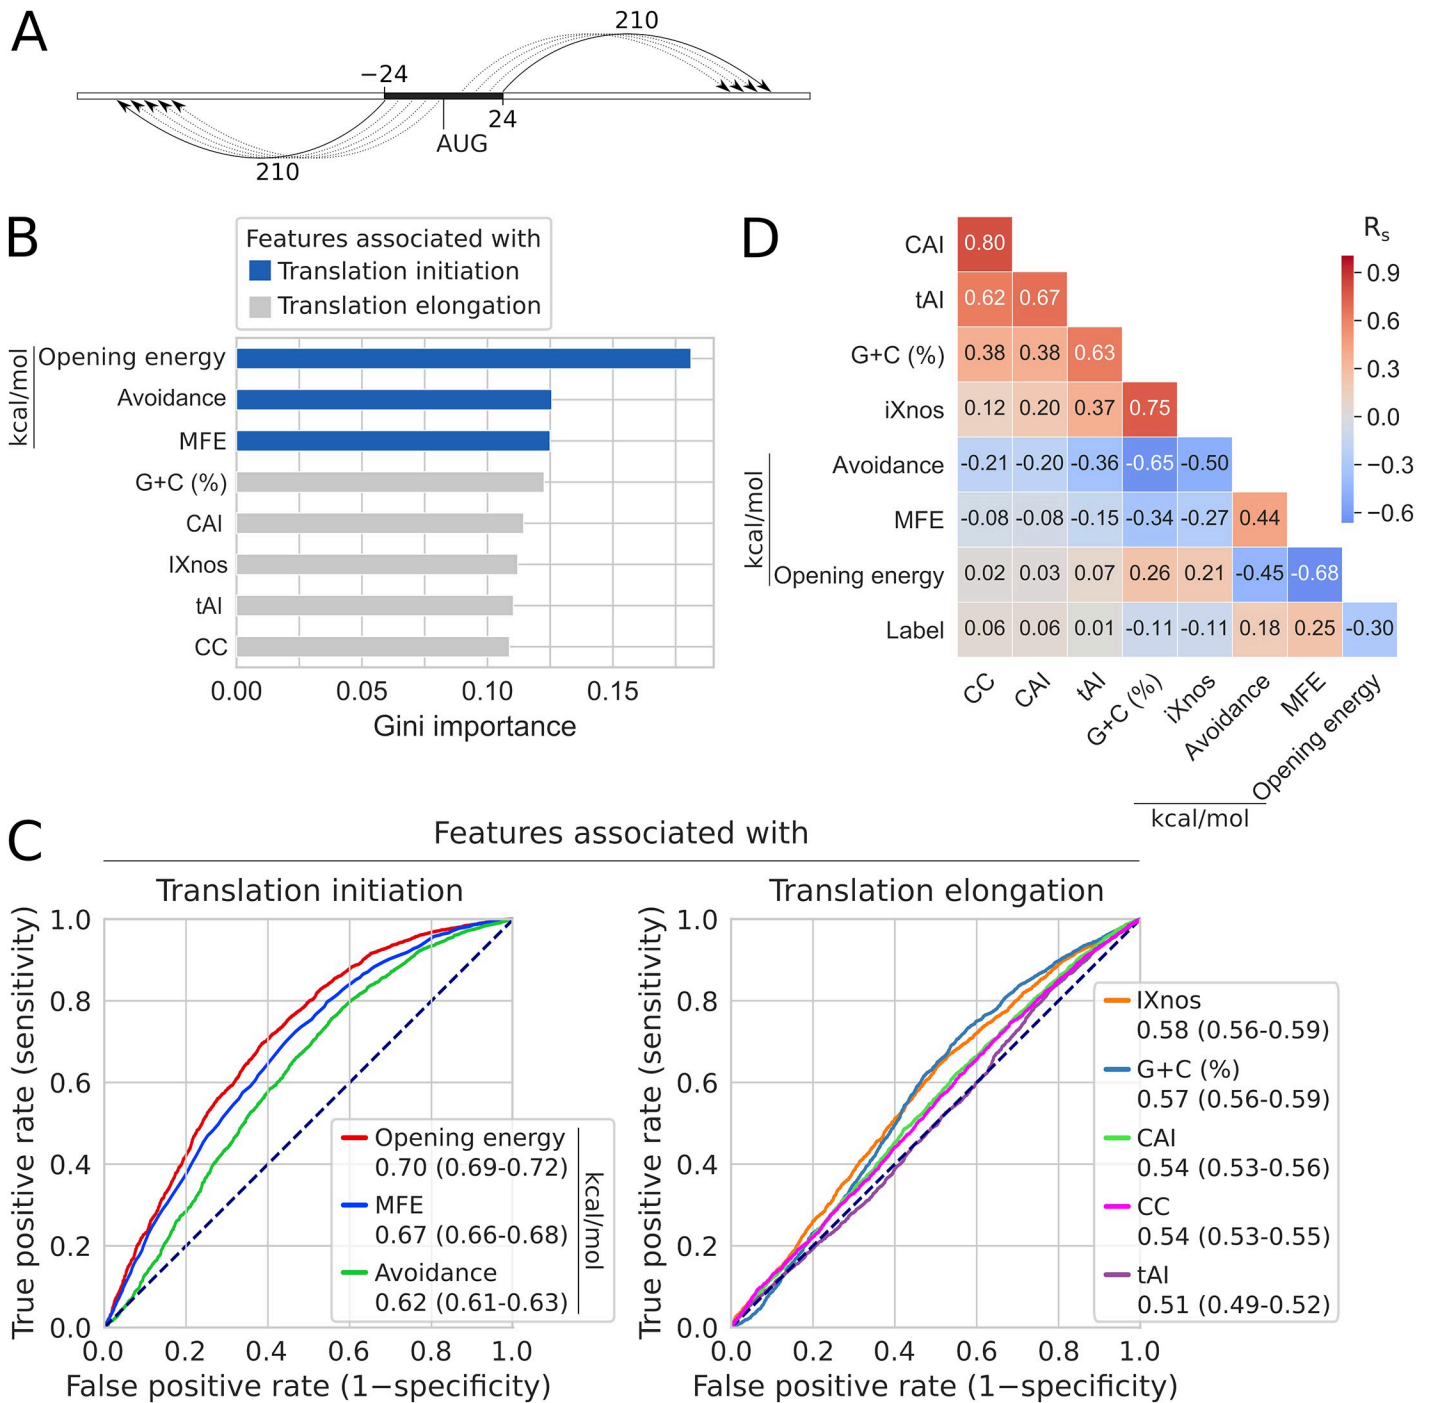 A
210
−24
24
AUG
210
B
Features associated with
Translation initiation
Translation elongation
kcal/mol
Opening energy
Avoidance
MFE
G+C (%)
CAI
IXnos
tAI
CC
0.00 0.05 0.10 0.15
Gini importance
D
Rs
CAI 0.80
tAI 0.62 0.67
G+C (%) 0.38 0.38 0.63
iXnos 0.12 0.20 0.37 0.75
Avoidance -0.21 -0.20 -0.36 -0.65 -0.50
MFE -0.08 -0.08 -0.15 -0.34 -0.27 0.44
Opening energy 0.02 0.03 0.07 0.26 0.21 -0.45 -0.68
Label 0.06 0.06 0.01 -0.11 -0.11 0.18 0.25 -0.30
kcal/mol
CC CAI tAI G+C (%) iXnos Avoidance MFE Opening energy
kcal/mol
0.9
0.6
0.3
0.0
−0.3
−0.6
C
Features associated with
Translation initiation
True positive rate (sensitivity)
1.0
0.8
0.6
0.4
0.2
0.0
0.0 0.2 0.4 0.6 0.8 1.0
False positive rate (1−specificity)
Opening energy
0.70 (0.69-0.72)
MFE
0.67 (0.66-0.68)
Avoidance
0.62 (0.61-0.63)
kcal/mol
Translation elongation
True positive rate (sensitivity)
1.0
0.8
0.6
0.4
0.2
0.0
0.0 0.2 0.4 0.6 0.8 1.0
False positive rate (1−specificity)
IXnos
0.58 (0.56-0.59)
G+C (%)
0.57 (0.56-0.59)
CAI
0.54 (0.53-0.56)
CC
0.54 (0.53-0.55)
tAI
0.51 (0.49-0.52)